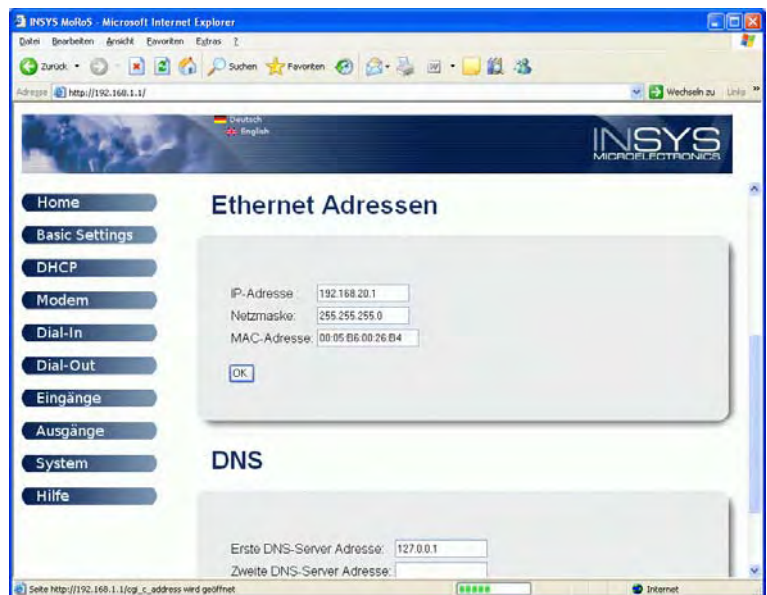 INSYS MoRoS - Microsoft Internet Explorer
Datei Bearbeiten Ansicht Favoriten Extras ?
Zurück Suchen Favoriten
Adresse http://192.168.1.1/ Wechseln zu Links »
Deutsch
English
INSYS
MICROELECTRONICS
Home
Basic Settings
DHCP
Modem
Dial-In
Dial-Out
Eingänge
Ausgänge
System
Hilfe
Ethernet Adressen
IP-Adresse 192.168.20.1
Netzmaske: 255.255.255.0
MAC-Adresse: 00:05:B6:00:26:B4
OK
DNS
Erste DNS-Server Adresse: 127.0.0.1
Zweite DNS-Server Adresse:
Seite http://192.168.1.1/cgi_c_address wird geöffnet Internet